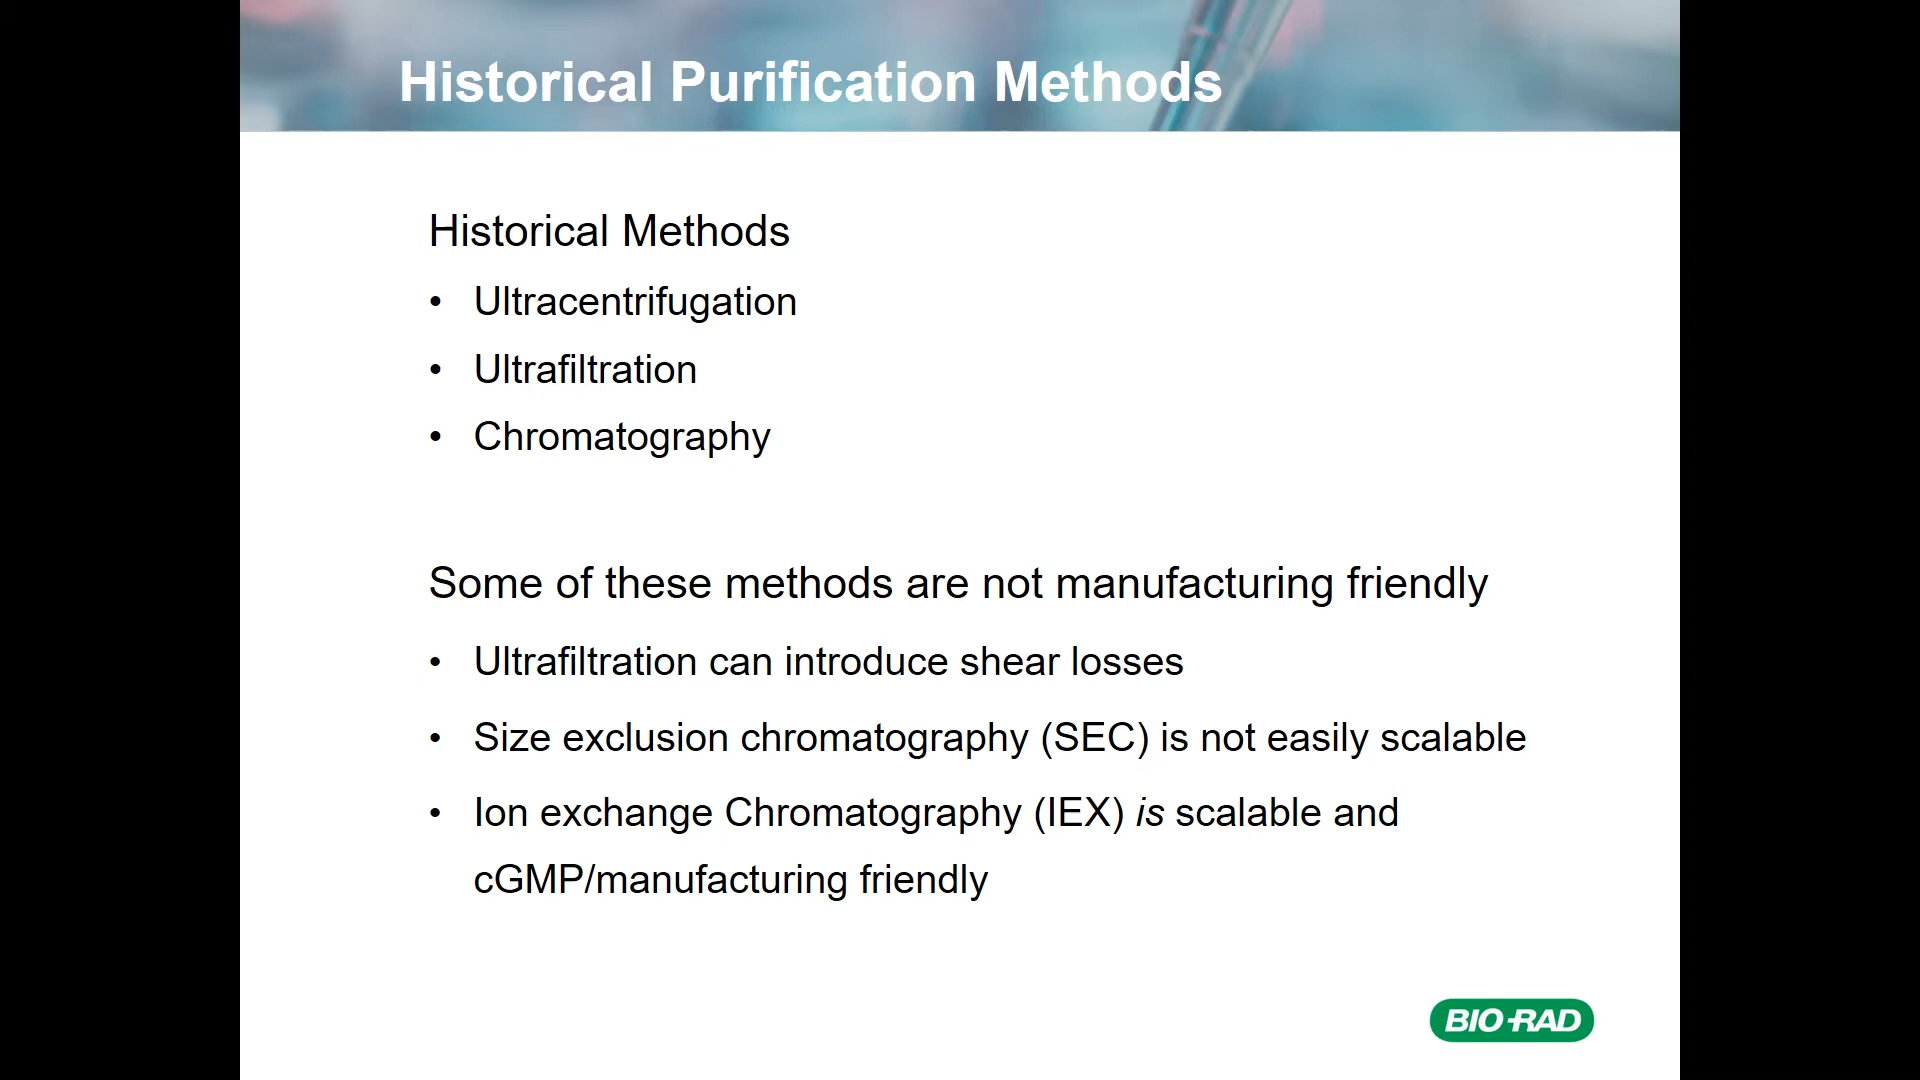 Historical Purification Methods
Historical Methods
• Ultracentrifugation
• Ultrafiltration
• Chromatography
Some of these methods are not manufacturing friendly
• Ultrafiltration can introduce shear losses
• Size exclusion chromatography (SEC) is not easily scalable
• Ion exchange Chromatography (IEX) is scalable and
cGMP/manufacturing friendly
BIO-RAD